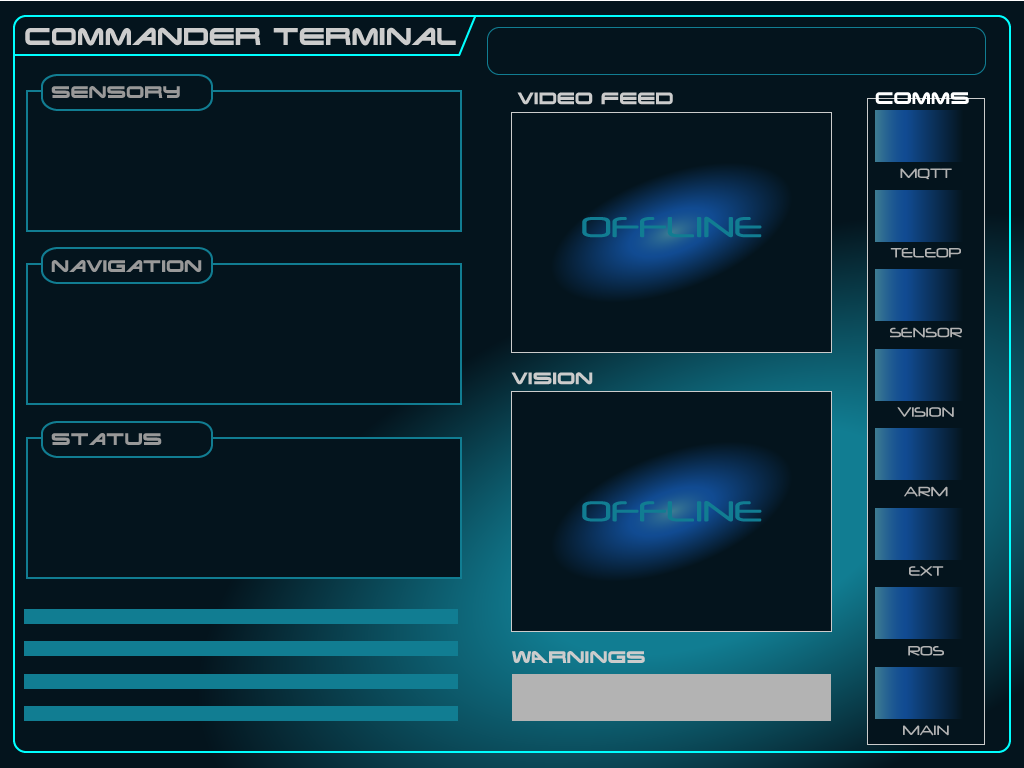 COMMANDER TERMINAL
SENSORY
NAVIGATION
STATUS
VIDEO FEED
OFFLINE
VISION
OFFLINE
WARNINGS
COMMS
MQTT
TELEOP
SENSOR
VISION
ARM
EXT
ROS
MAIN